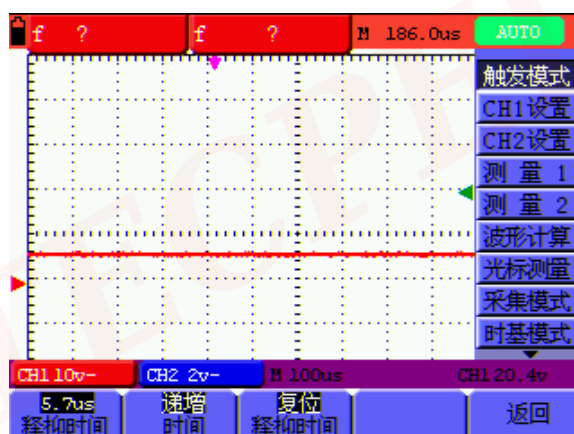 f ? f ? M 186.0us AUTO
触发模式
CH1设置
CH2设置
测 量 1
测 量 2
波形计算
光标测量
采集模式
时基模式
CH1 10v- CH2 2v- M 100us CH1 20.4v
5.7us 递增 复位
释抑时间 时间 释抑时间 返回